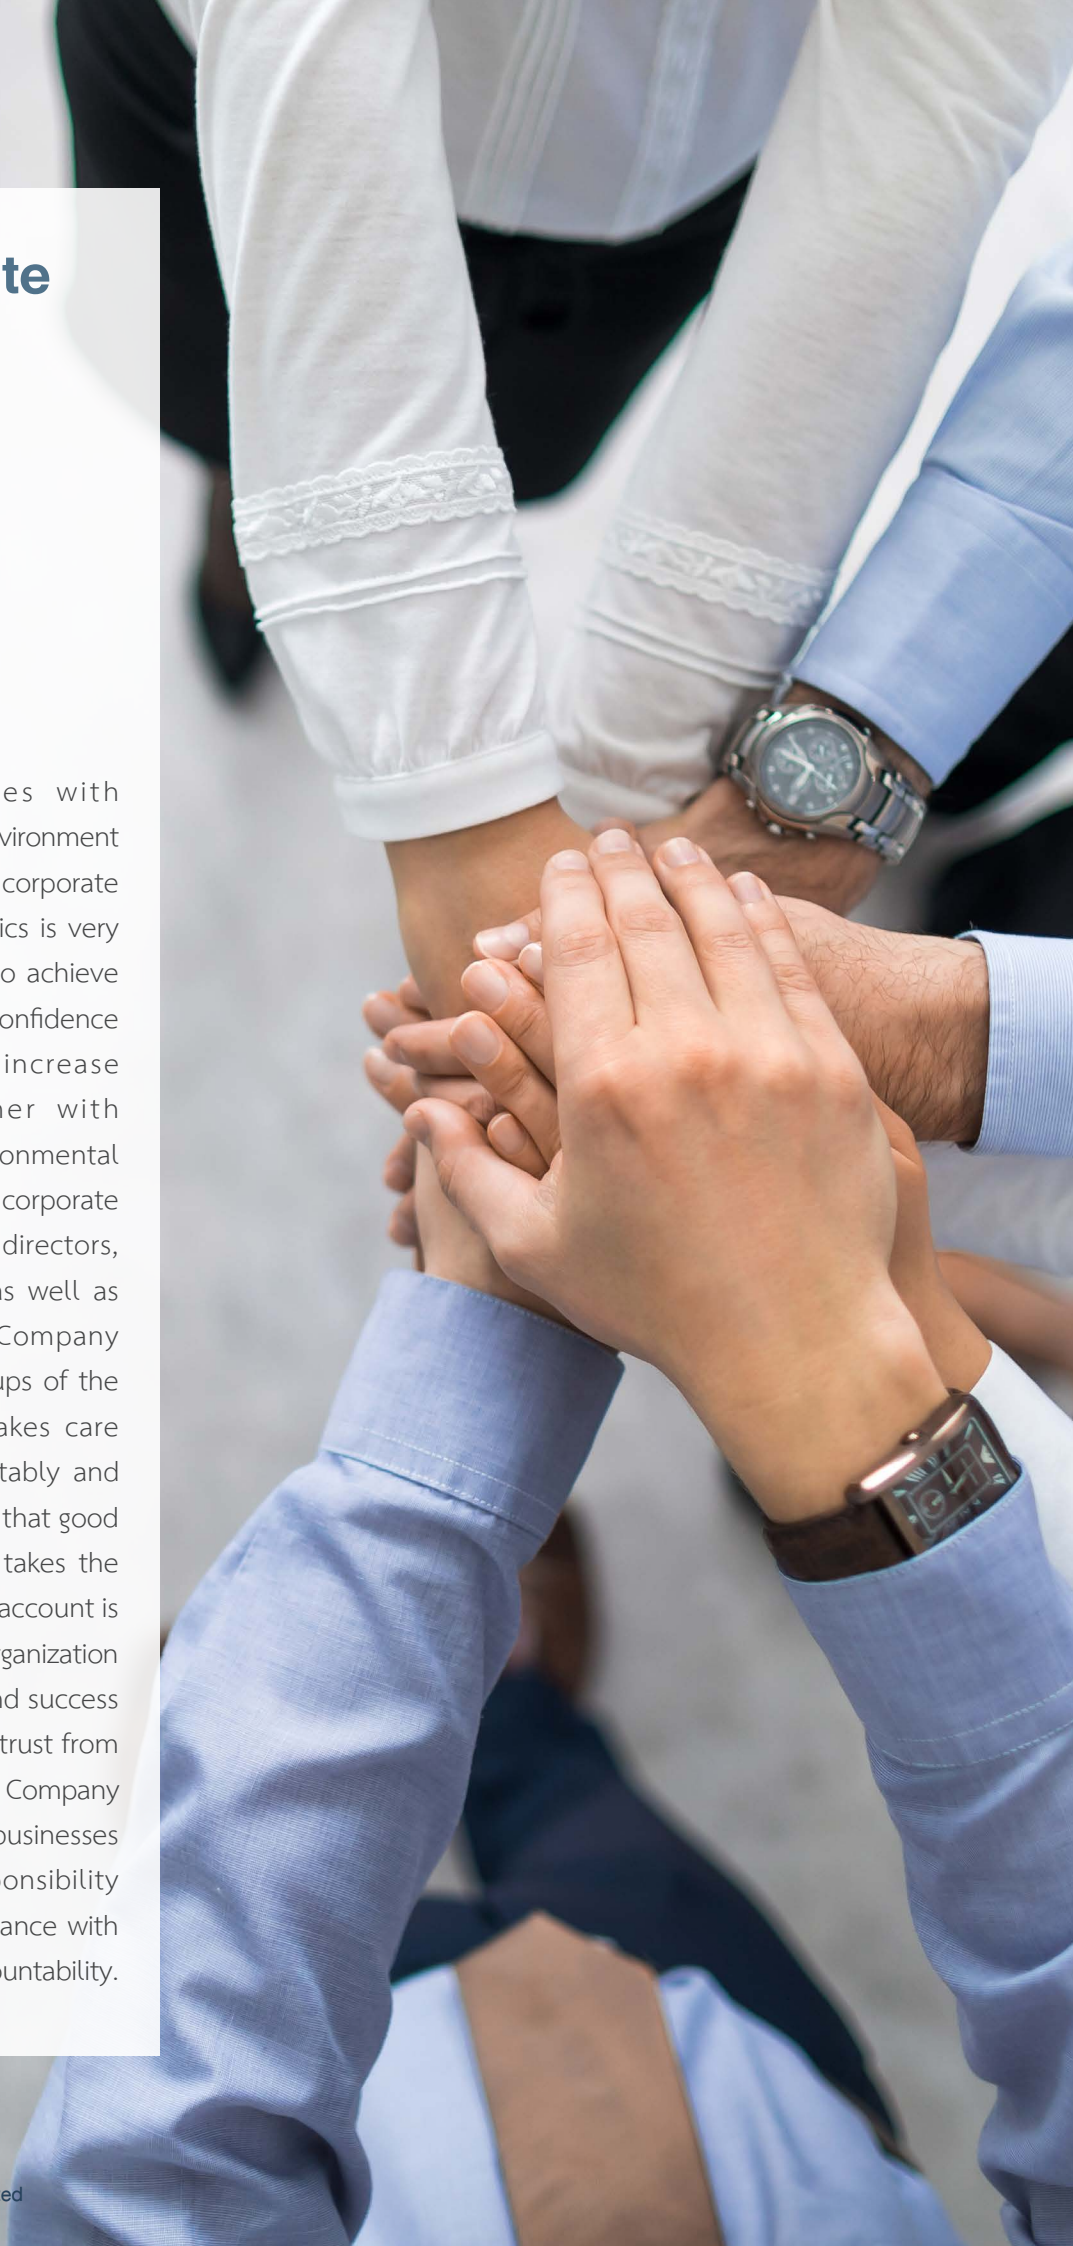 te
es with
vironment
corporate
ics is very
o achieve
onfidence
increase
er with
onmental
corporate
directors,
s well as
Company
ups of the
akes care
tably and
that good
takes the
account is
ganization
d success
trust from
Company
businesses
onsibility
ance with
untability.
ed